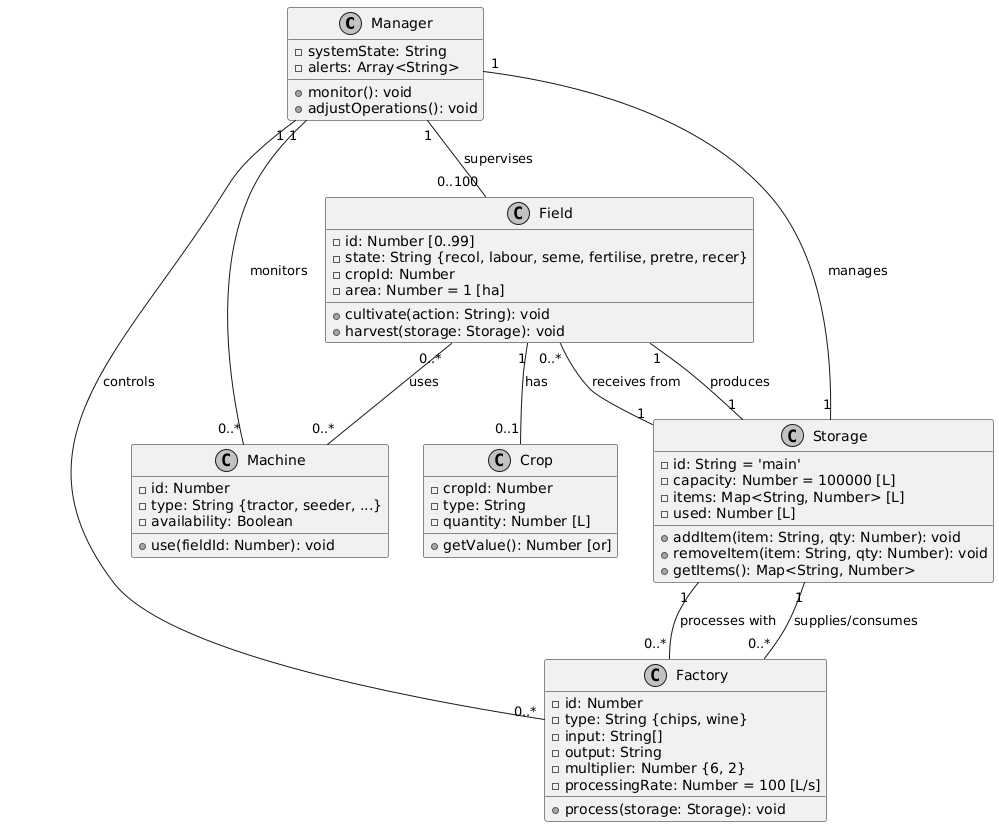 C Manager
systemState: String
alerts: Array<String>
monitor(): void
adjustOperations(): void
1
1
1
1
supervises
0..100
C Field
id: Number [0..99]
state: String {recol, labour, seme, fertilise, pretre, recer}
cropId: Number
area: Number = 1 [ha]
cultivate(action: String): void
harvest(storage: Storage): void
monitors
manages
controls
0..*
1
0..*
1
uses
has
receives from
produces
0..*
0..*
0..1
1
1
1
C Machine
id: Number
type: String {tractor, seeder, ...}
availability: Boolean
use(fieldId: Number): void
C Crop
cropId: Number
type: String
quantity: Number [L]
getValue(): Number [or]
C Storage
id: String = 'main'
capacity: Number = 100000 [L]
items: Map<String, Number> [L]
used: Number [L]
addItem(item: String, qty: Number): void
removeItem(item: String, qty: Number): void
getItems(): Map<String, Number>
1
1
processes with
supplies/consumes
0..*
0..*
0..*
C Factory
id: Number
type: String {chips, wine}
input: String[]
output: String
multiplier: Number {6, 2}
processingRate: Number = 100 [L/s]
process(storage: Storage): void